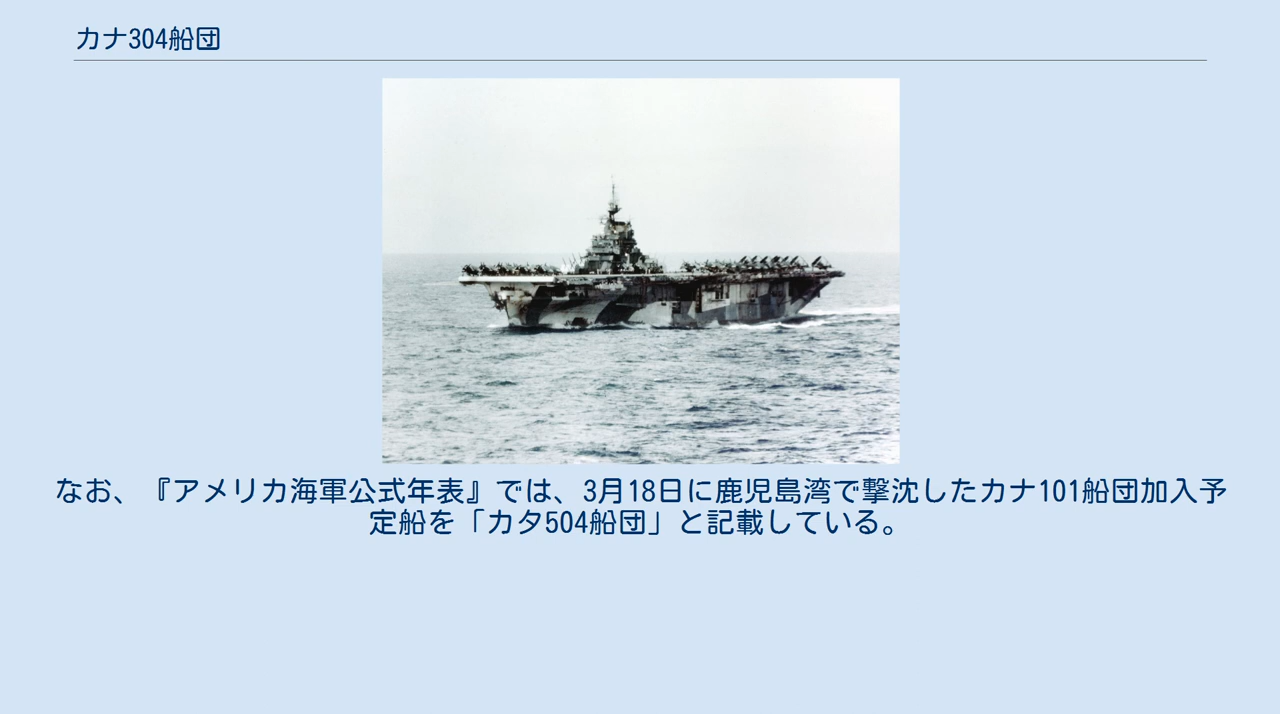 カナ304船団
なお、『アメリカ海軍公式年表』では、3月18日に鹿児島湾で撃沈したカナ101船団加入予
定船を「カタ504船団」と記載している。